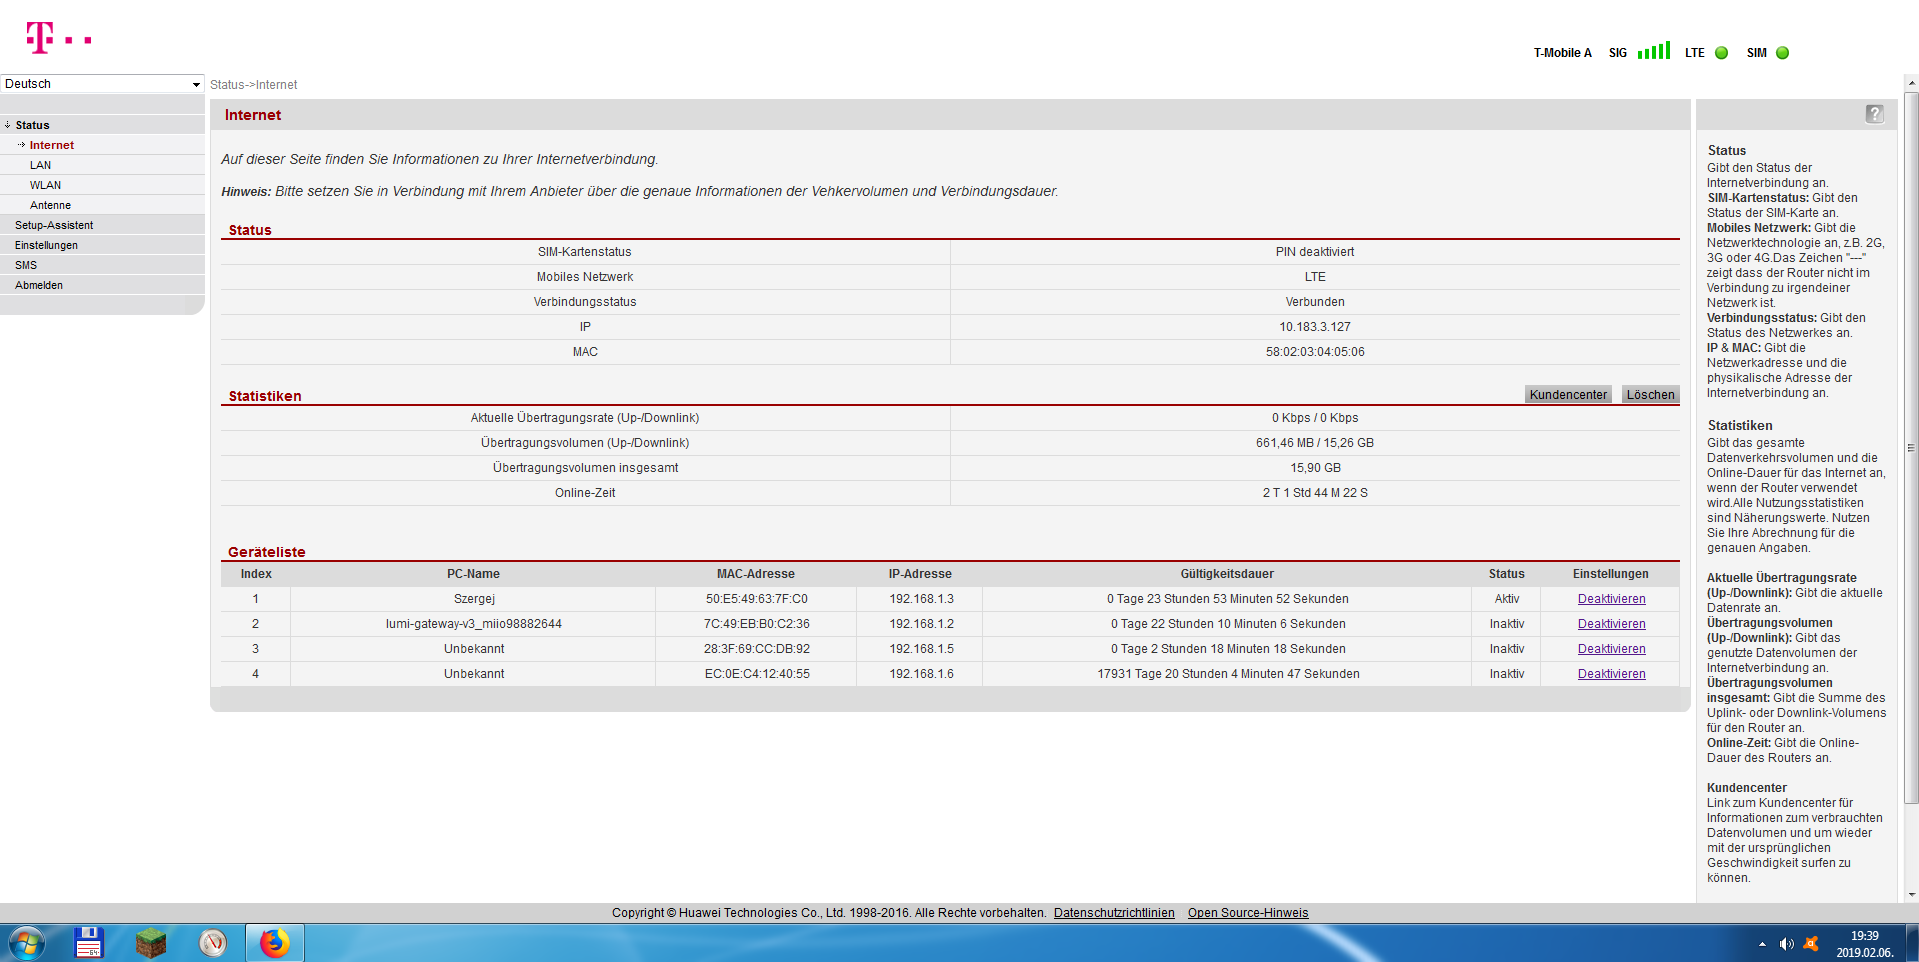 T
T-Mobile A SIG LTE SIM
Deutsch
Status->Internet
Status
Internet
LAN
WLAN
Antenne
Setup-Assistent
Einstellungen
SMS
Abmelden
Internet
Auf dieser Seite finden Sie Informationen zu Ihrer Internetverbindung.
Hinweis: Bitte setzen Sie in Verbindung mit Ihrem Anbieter über die genaue Informationen der Vehkervolumen und Verbindungsdauer.
Status
SIM-Kartenstatus PIN deaktiviert
Mobiles Netzwerk LTE
Verbindungsstatus Verbunden
IP 10.183.3.127
MAC 58:02:03:04:05:06
Statistiken Kundencenter Löschen
Aktuelle Übertragungsrate (Up-/Downlink) 0 Kbps / 0 Kbps
Übertragungsvolumen (Up-/Downlink) 661,46 MB / 15,26 GB
Übertragungsvolumen insgesamt 15,90 GB
Online-Zeit 2 T 1 Std 44 M 22 S
Geräteliste
Index PC-Name MAC-Adresse IP-Adresse Gültigkeitsdauer Status Einstellungen
1 Szergej 50:E5:49:63:7F:C0 192.168.1.3 0 Tage 23 Stunden 53 Minuten 52 Sekunden Aktiv Deaktivieren
2 lumi-gateway-v3_miio98882644 7C:49:EB:B0:C2:36 192.168.1.2 0 Tage 22 Stunden 10 Minuten 6 Sekunden Inaktiv Deaktivieren
3 Unbekannt 28:3F:69:CC:DB:92 192.168.1.5 0 Tage 2 Stunden 18 Minuten 18 Sekunden Inaktiv Deaktivieren
4 Unbekannt EC:0E:C4:12:40:55 192.168.1.6 17931 Tage 20 Stunden 4 Minuten 47 Sekunden Inaktiv Deaktivieren
?
Status
Gibt den Status der
Internetverbindung an.
SIM-Kartenstatus: Gibt den
Status der SIM-Karte an.
Mobiles Netzwerk: Gibt die
Netzwerktechnologie an, z.B. 2G,
3G oder 4G.Das Zeichen "---"
zeigt dass der Router nicht im
Verbindung zu irgendeiner
Netzwerk ist.
Verbindungsstatus: Gibt den
Status des Netzwerkes an.
IP & MAC: Gibt die
Netzwerkadresse und die
physikalische Adresse der
Internetverbindung an.
Statistiken
Gibt das gesamte
Datenverkehrsvolumen und die
Online-Dauer für das Internet an,
wenn der Router verwendet
wird.Alle Nutzungsstatistiken
sind Näherungswerte. Nutzen
Sie Ihre Abrechnung für die
genauen Angaben.
Aktuelle Übertragungsrate
(Up-/Downlink): Gibt die aktuelle
Datenrate an.
Übertragungsvolumen
(Up-/Downlink): Gibt das
genutzte Datenvolumen der
Internetverbindung an.
Übertragungsvolumen
insgesamt: Gibt die Summe des
Uplink- oder Downlink-Volumens
für den Router an.
Online-Zeit: Gibt die Online-
Dauer des Routers an.
Kundencenter
Link zum Kundencenter für
Informationen zum verbrauchten
Datenvolumen und um wieder
mit der ursprünglichen
Geschwindigkeit surfen zu
können.
Copyright © Huawei Technologies Co., Ltd. 1998-2016. Alle Rechte vorbehalten. Datenschutzrichtlinien Open Source-Hinweis
64
19:39
2019.02.06.